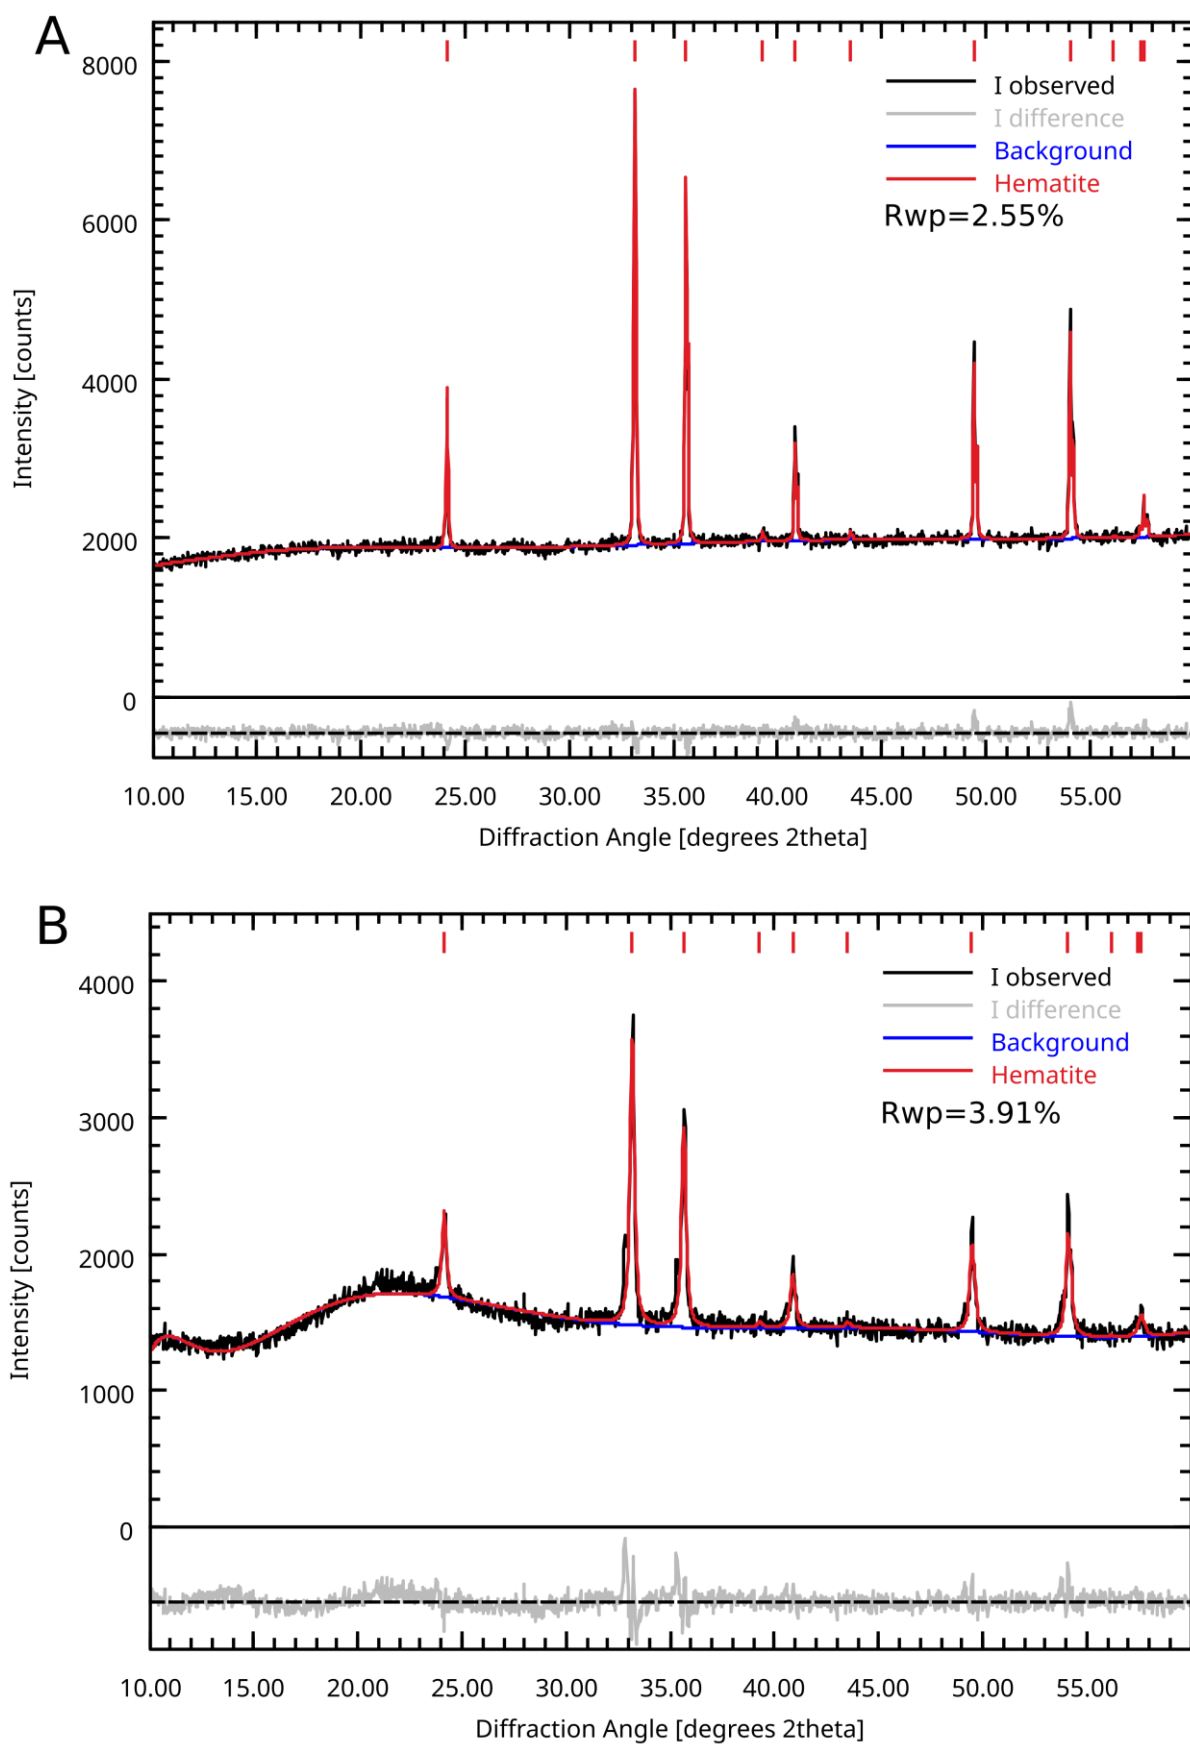 A
8000
6000
4000
2000
0
Intensity [counts]
I observed
I difference
Background
Hematite
Rwp=2.55%
10.00 15.00 20.00 25.00 30.00 35.00 40.00 45.00 50.00 55.00
Diffraction Angle [degrees 2theta]
B
4000
3000
2000
1000
0
Intensity [counts]
I observed
I difference
Background
Hematite
Rwp=3.91%
10.00 15.00 20.00 25.00 30.00 35.00 40.00 45.00 50.00 55.00
Diffraction Angle [degrees 2theta]